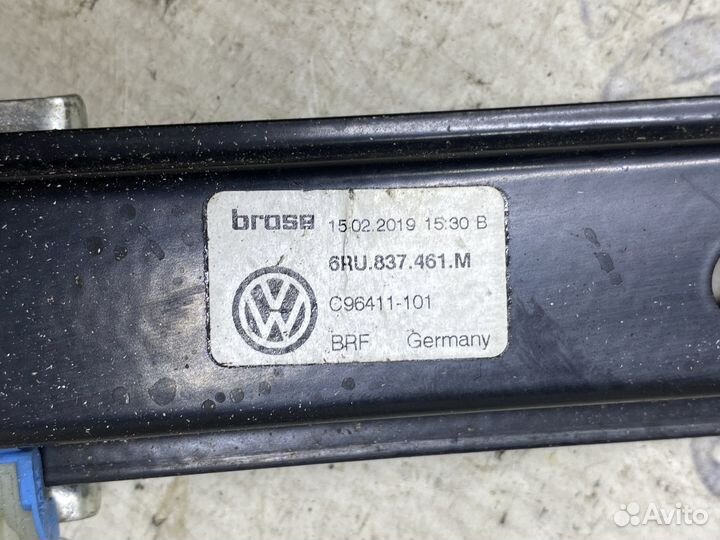 brose 15.02.2019 15:30 B
6RU.837.461.M
C96411-101
BRF Germany
Avito